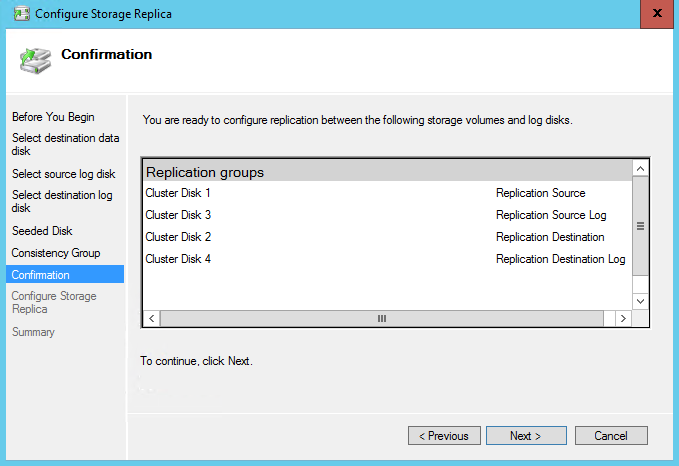 Configure Storage Replica
x
Confirmation
Before You Begin
Select destination data
disk
Select source log disk
Select destination log
disk
Seeded Disk
Consistency Group
Confirmation
Configure Storage
Replica
Summary
You are ready to configure replication between the following storage volumes and log disks.
Replication groups
Cluster Disk 1 Replication Source
Cluster Disk 3 Replication Source Log
Cluster Disk 2 Replication Destination
Cluster Disk 4 Replication Destination Log
To continue, click Next.
< Previous Next > Cancel